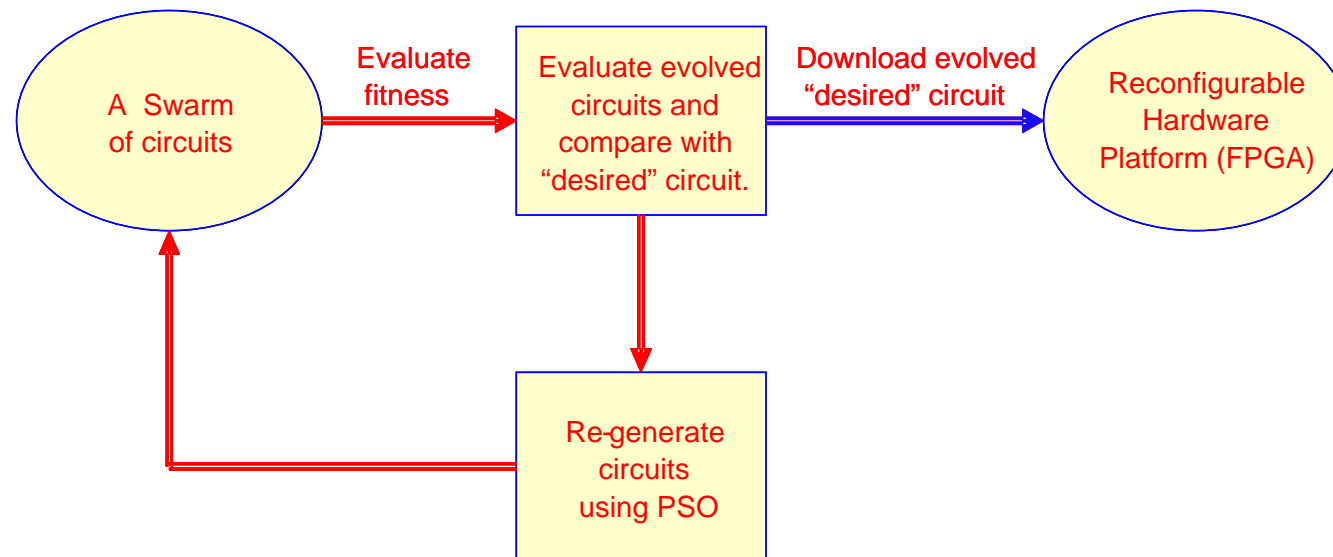 A Swarm
of circuits
Evaluate
fitness
Evaluate evolved
circuits and
compare with
“desired” circuit.
Download evolved
“desired” circuit
Reconfigurable
Hardware
Platform (FPGA)
Re-generate
circuits
using PSO